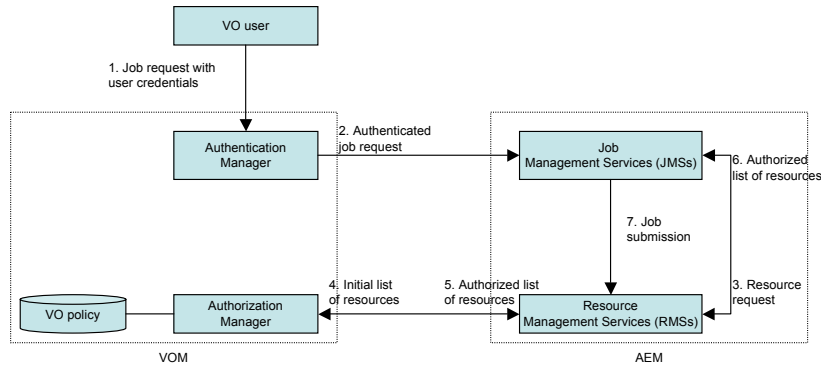 VO user
1. Job request with
user credentials
Authentication
Manager
2. Authenticated
job request
Job
Management Services (JMSs)
6. Authorized
list of resources
7. Job
submission
VO policy
Authorization
Manager
4. Initial list
of resources
5. Authorized list
of resources
Resource
Management Services (RMSs)
3. Resource
request
VOM
AEM